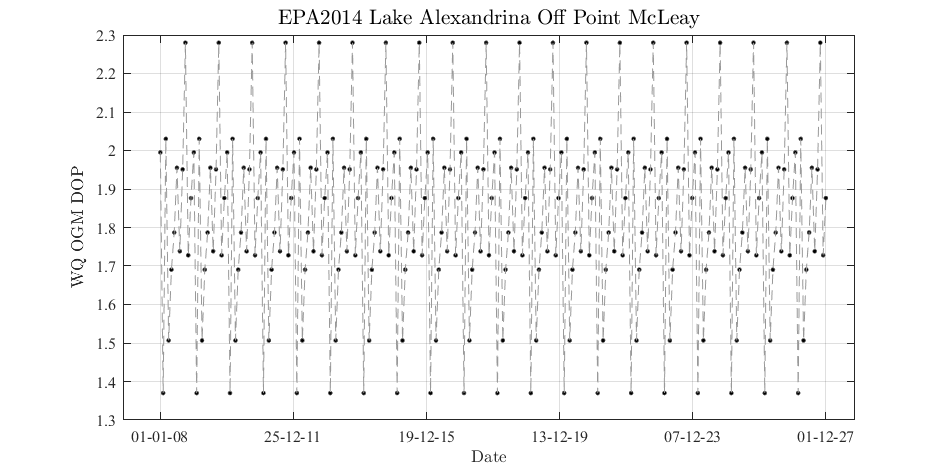 EPA2014 Lake Alexandrina Off Point McLeay
2.3
2.2
2.1
2
1.9
1.8
1.7
1.6
1.5
1.4
1.3
WQ OGM DOP
01-01-08 25-12-11 19-12-15 13-12-19 07-12-23 01-12-27
Date